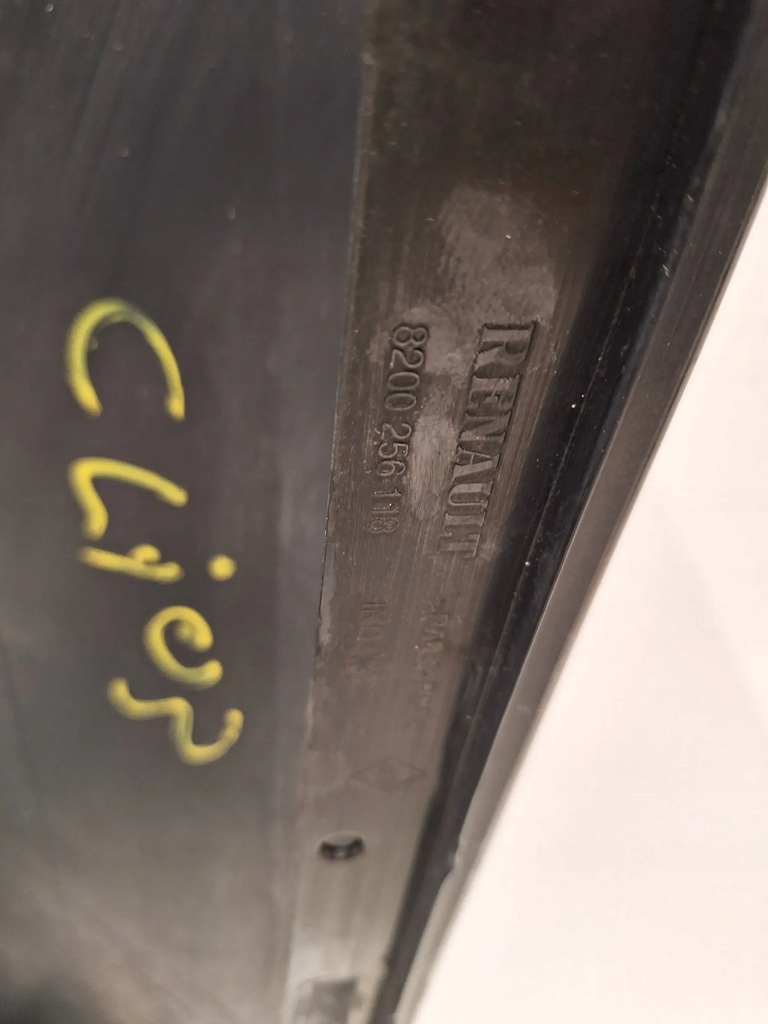 RENAULT
8200 256 118
CLio3